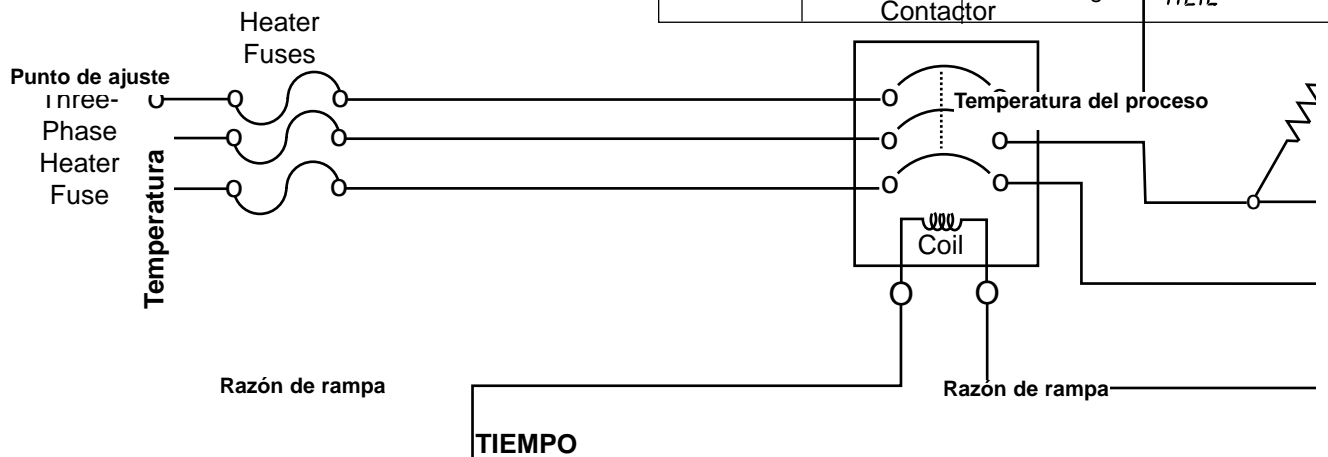 Contactor
Heater
Fuses
Punto de ajuste
Three-
Phase
Heater
Fuse
Temperatura
Temperatura del proceso
Coil
Razón de rampa
Razón de rampa
TIEMPO